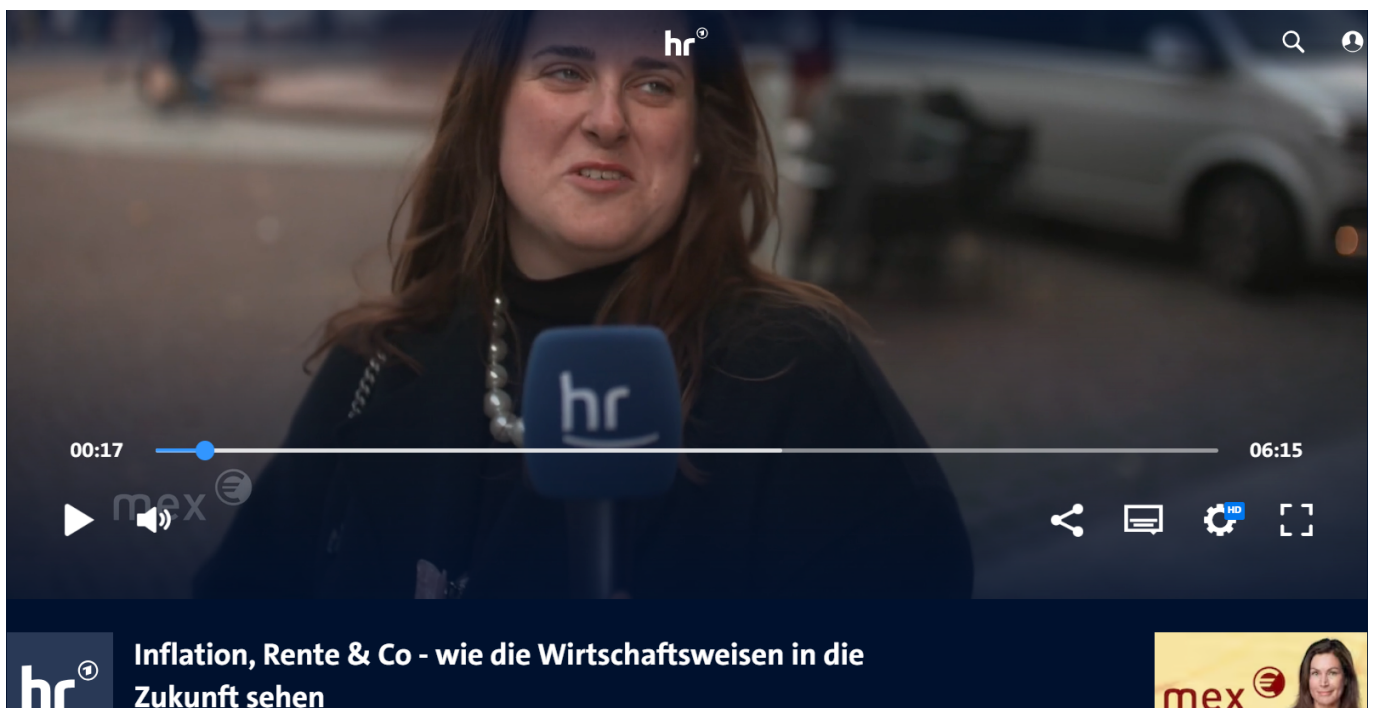 hr
hr
00:17
06:15
mex
HD
Inflation, Rente & Co - wie die Wirtschaftsweisen in die
Zukunft sehen
hr
mex